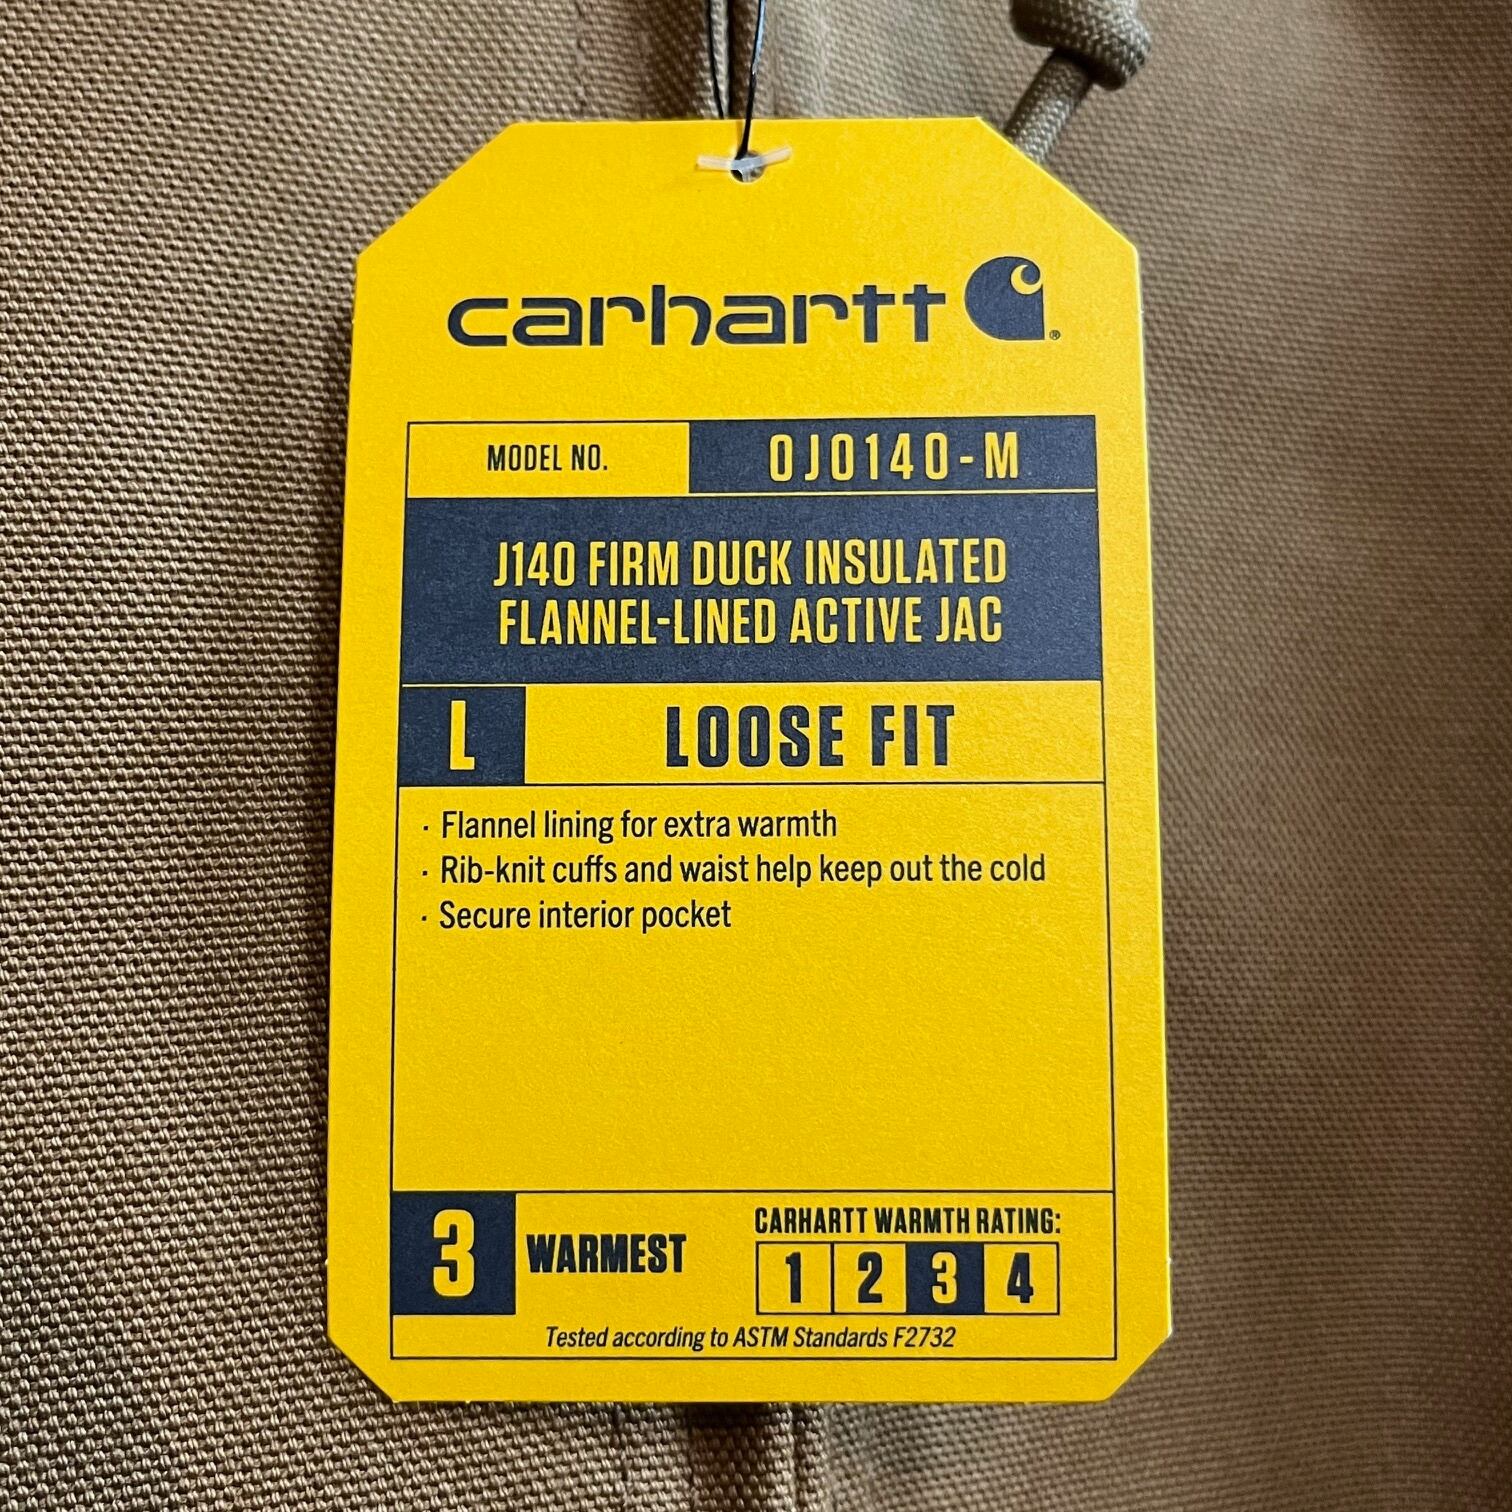 carhartt
MODEL NO. 0J0140-M
J140 FIRM DUCK INSULATED
FLANNEL-LINED ACTIVE JAC
L LOOSE FIT
· Flannel lining for extra warmth
· Rib-knit cuffs and waist help keep out the cold
· Secure interior pocket
3 WARMEST
CARHARTT WARMTH RATING:
1 2 3 4
Tested according to ASTM Standards F2732